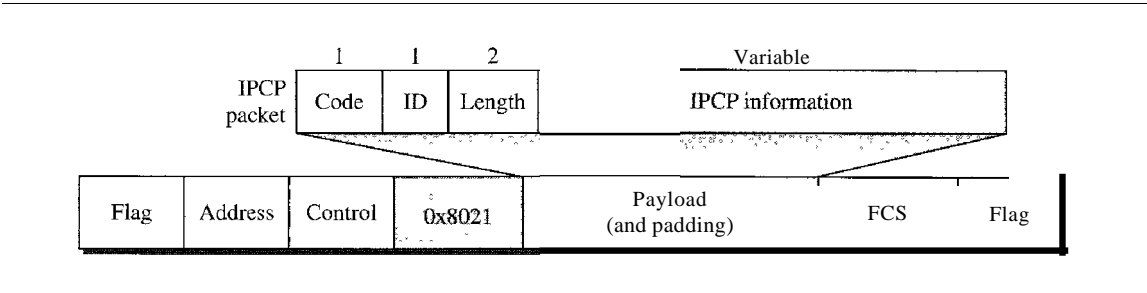 1 1 2 Variable
IPCP
packet
Code ID Length IPCP information
Flag Address Control 0x8021 Payload
(and padding) FCS Flag